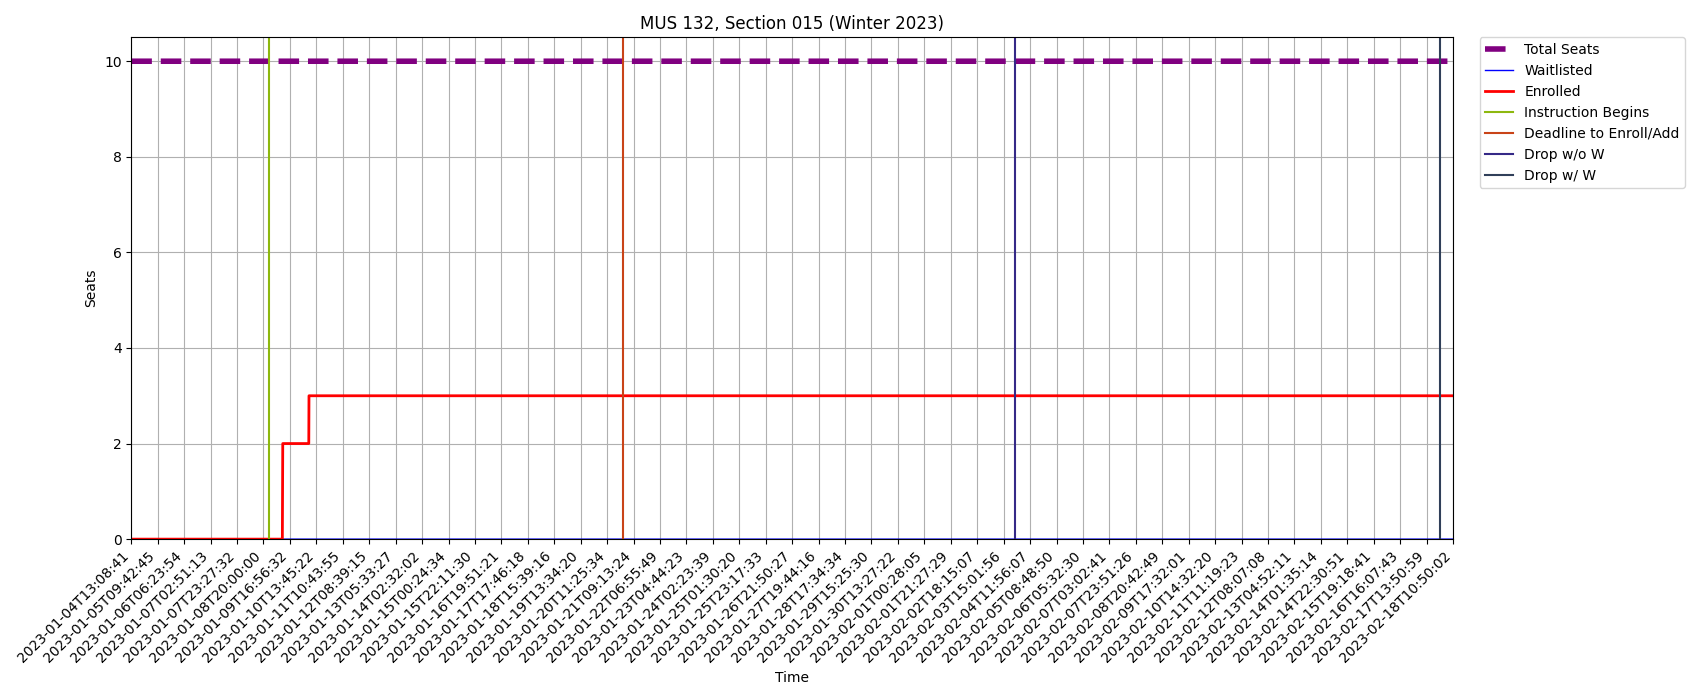 MUS 132, Section 015 (Winter 2023)
Total Seats
Waitlisted
Enrolled
Instruction Begins
Deadline to Enroll/Add
Drop w/o W
Drop w/ W
Seats
10
8
6
4
2
0
2023-01-04T13:08:41
2023-01-05T09:42:45
2023-01-06T06:23:54
2023-01-07T02:51:13
2023-01-07T23:27:32
2023-01-08T20:00:00
2023-01-09T16:56:32
2023-01-10T13:45:22
2023-01-11T10:43:55
2023-01-12T08:39:15
2023-01-13T05:33:27
2023-01-14T02:32:02
2023-01-15T00:24:34
2023-01-15T22:11:30
2023-01-16T19:51:21
2023-01-17T17:46:18
2023-01-18T15:39:16
2023-01-19T13:34:20
2023-01-20T11:25:34
2023-01-21T09:13:24
2023-01-22T06:55:49
2023-01-23T04:44:23
2023-01-24T02:23:39
2023-01-25T01:30:20
2023-01-25T23:17:33
2023-01-26T21:50:27
2023-01-27T19:44:16
2023-01-28T17:34:34
2023-01-29T15:25:30
2023-01-30T13:27:22
2023-02-01T00:28:05
2023-02-01T21:27:29
2023-02-02T18:15:07
2023-02-03T15:01:56
2023-02-04T11:56:07
2023-02-05T08:48:50
2023-02-06T05:32:30
2023-02-07T03:02:41
2023-02-07T23:51:26
2023-02-08T20:42:49
2023-02-09T17:32:01
2023-02-10T14:32:20
2023-02-11T11:19:23
2023-02-12T08:07:08
2023-02-13T04:52:11
2023-02-14T01:35:14
2023-02-14T22:30:51
2023-02-15T19:18:41
2023-02-16T16:07:43
2023-02-17T13:50:59
2023-02-18T10:50:02
Time